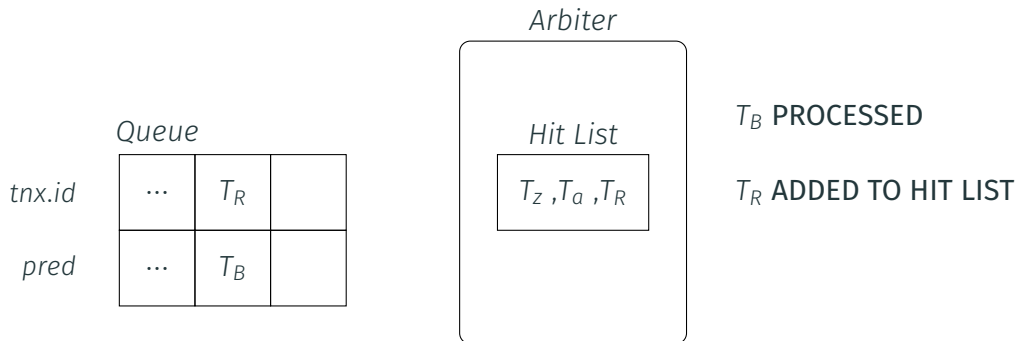 Arbiter
Queue
tnx.id ... T_R
pred ... T_B
Hit List
T_z ,T_a ,T_R
T_B PROCESSED
T_R ADDED TO HIT LIST